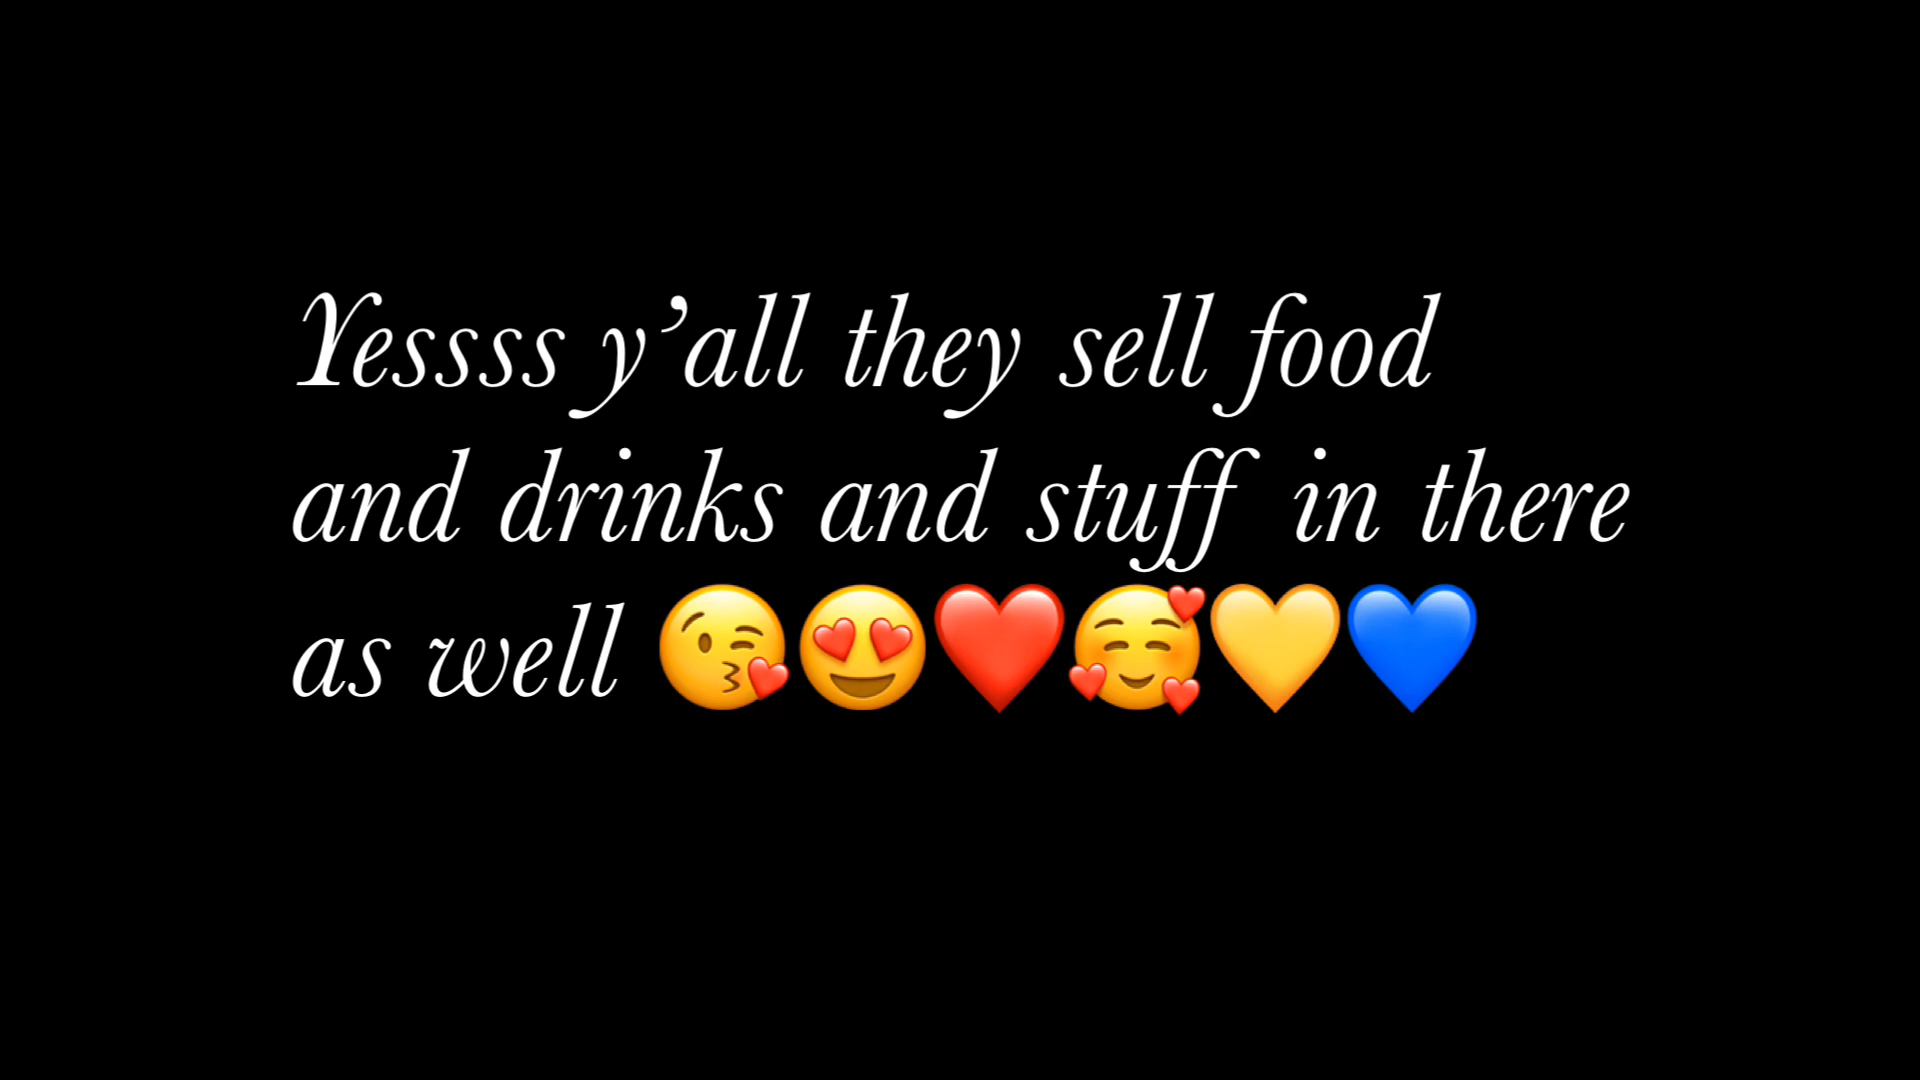 Yessss y’all they sell food
and drinks and stuff in there
as well 😘😍❤️🥰💛💙